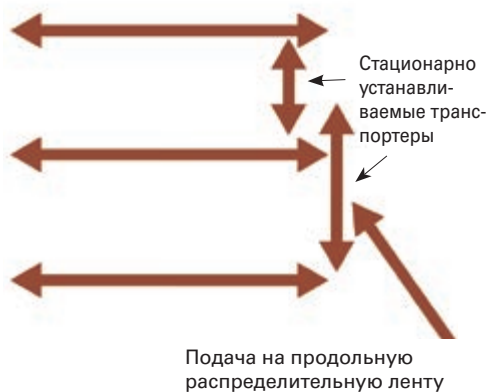 Стационарно
устанавли-
ваемые транс-
портеры
Подача на продольную
распределительную ленту